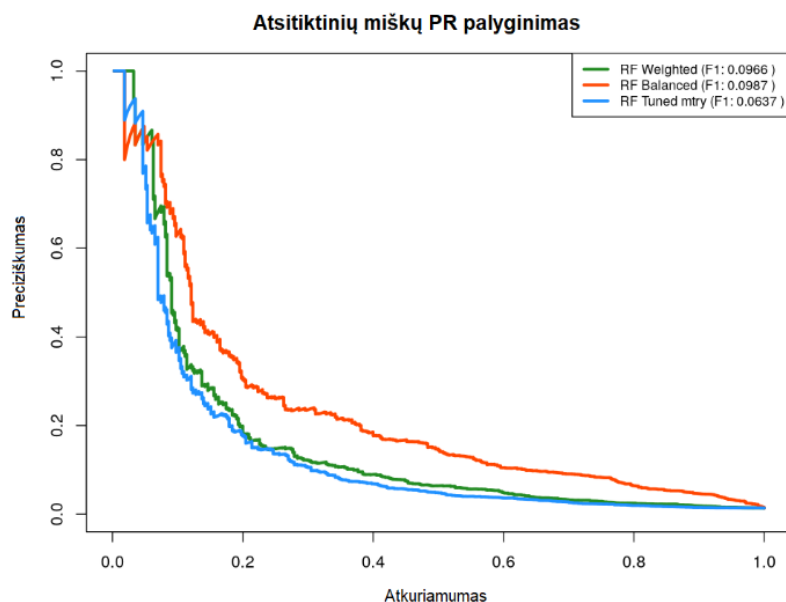 Atsitiktinių miškų PR palyginimas
RF Weighted (F1: 0.0966 )
RF Balanced (F1: 0.0987 )
RF Tuned mtry (F1: 0.0637 )
Preciziškumas
1.0
0.8
0.6
0.4
0.2
0.0
0.0 0.2 0.4 0.6 0.8 1.0
Atkuriamumas